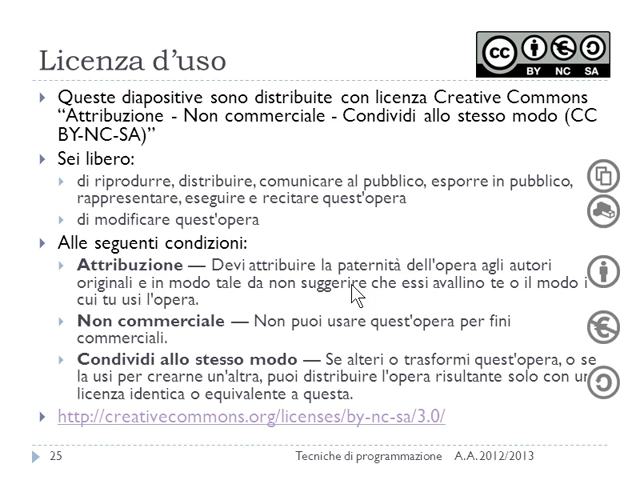 Licenza d'uso
cc
BY NC SA
Queste diapositive sono distribuite con licenza Creative Commons
"Attribuzione - Non commerciale - Condividi allo stesso modo (CC
BY-NC-SA)"
Sei libero:
di riprodurre, distribuire, comunicare al pubblico, esporre in pubblico,
rappresentare, eseguire e recitare quest'opera
di modificare quest'opera
Alle seguenti condizioni:
Attribuzione — Devi attribuire la paternità dell'opera agli autori
originali e in modo tale da non suggerire che essi avallino te o il modo i
cui tu usi l'opera.
Non commerciale — Non puoi usare quest'opera per fini
commerciali.
Condividi allo stesso modo — Se alteri o trasformi quest'opera, o se
la usi per crearne un'altra, puoi distribuire l'opera risultante solo con un
licenza identica o equivalente a questa.
http://creativecommons.org/licenses/by-nc-sa/3.0/
25 Tecniche di programmazione A.A. 2012/2013